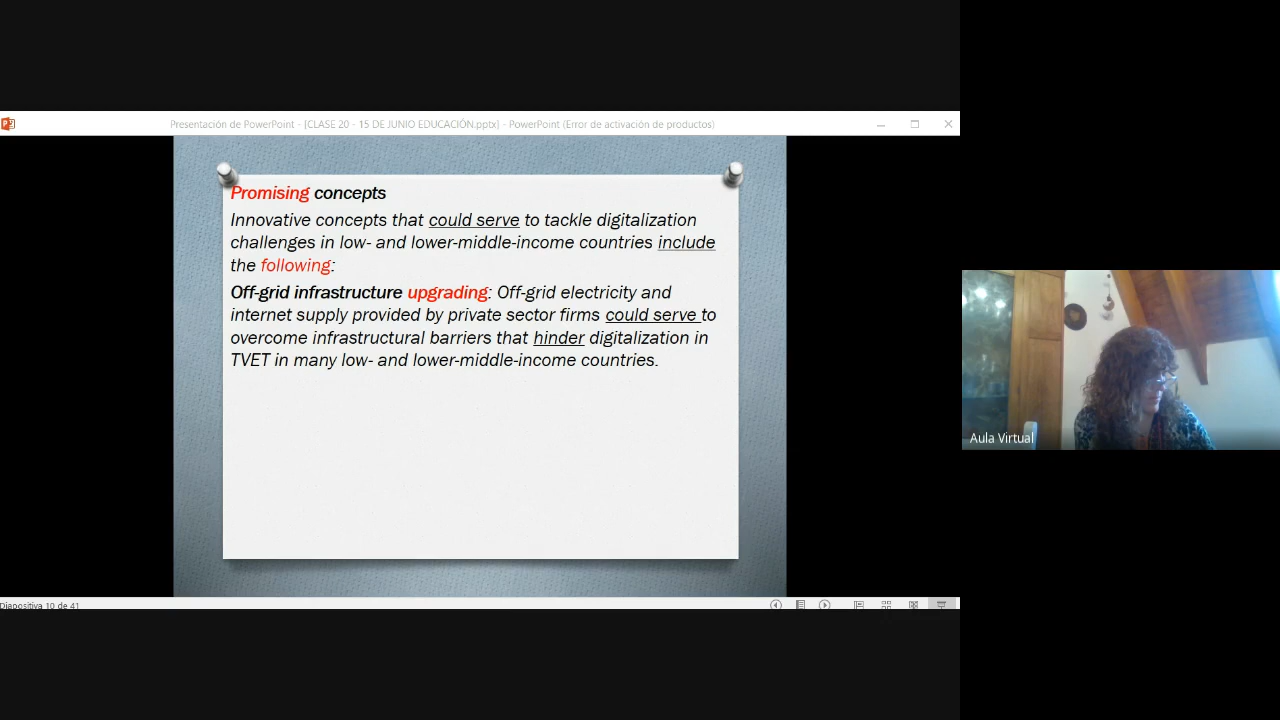 Presentación de PowerPoint - [CLASE 20 - 15 DE JUNIO EDUCACIÓN.pptx] - PowerPoint (Error de activación de productos)
Promising concepts
Innovative concepts that could serve to tackle digitalization
challenges in low- and lower-middle-income countries include
the following:
Off-grid infrastructure upgrading: Off-grid electricity and
internet supply provided by private sector firms could serve to
overcome infrastructural barriers that hinder digitalization in
TVET in many low- and lower-middle-income countries.
Aula Virtual
Diapositiva 10 de 41